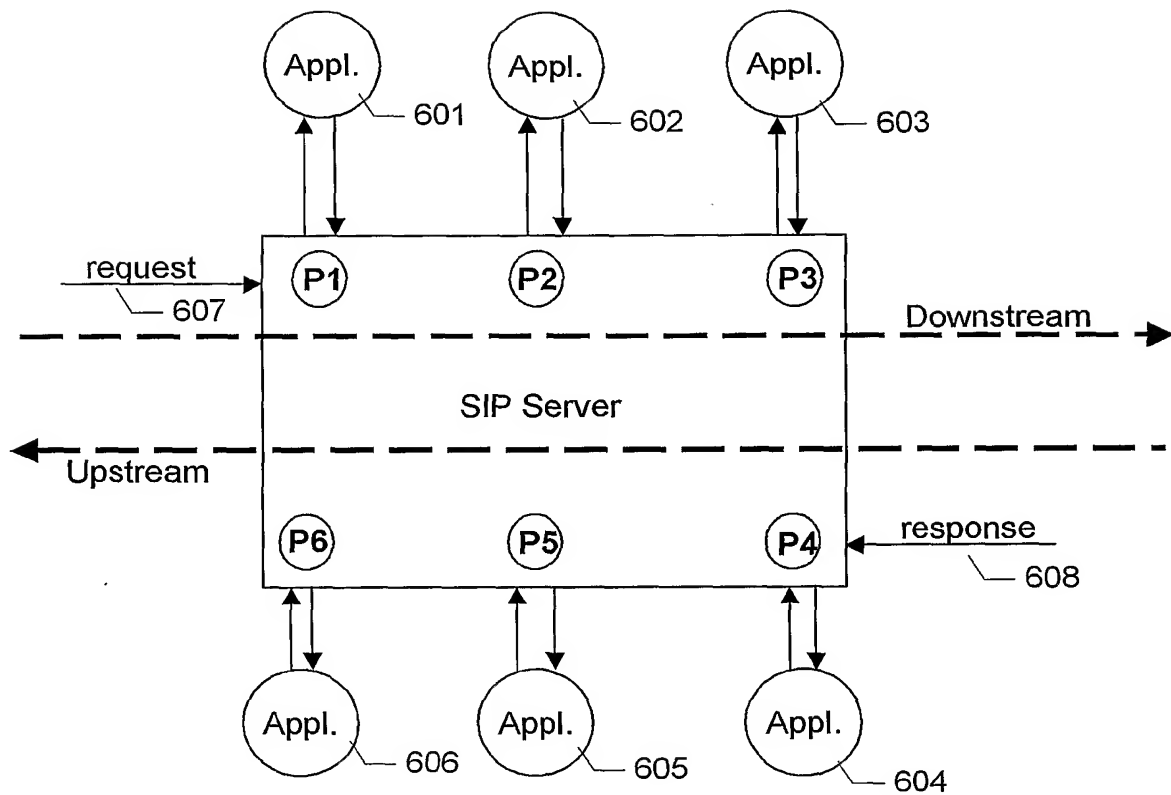 Appl.
Appl.
Appl.
601
602
603
request
P1
P2
P3
607
Downstream
SIP Server
Upstream
P6
P5
P4
response
608
Appl.
Appl.
Appl.
606
605
604